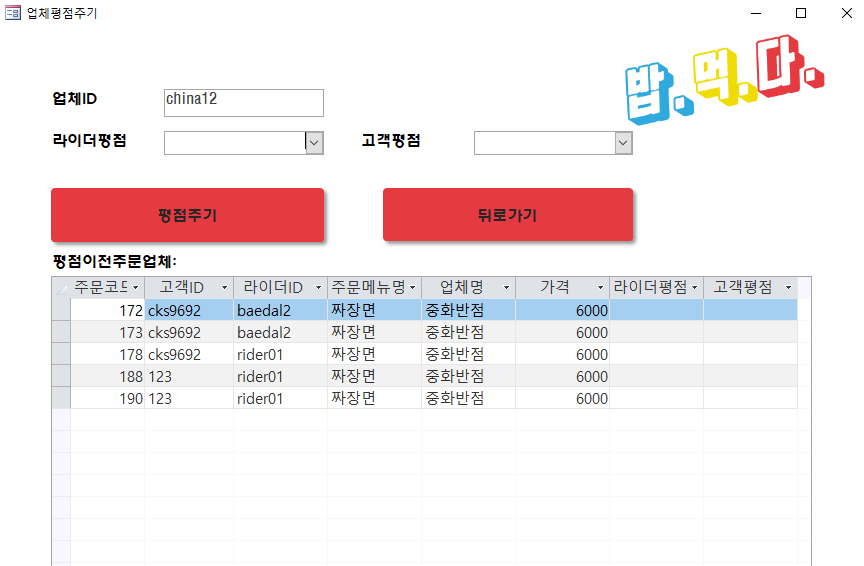 업체평점주기
밥.먹.다.
업체ID china12
라이더평점 고객평점
평점주기 뒤로가기
평점이전주문업체:
주문코드 고객ID 라이더ID 주문메뉴명 업체명 가격 라이더평점 고객평점
172 cks9692 baedal2 짜장면 중화반점 6000
173 cks9692 baedal2 짜장면 중화반점 6000
178 cks9692 rider01 짜장면 중화반점 6000
188 123 rider01 짜장면 중화반점 6000
190 123 rider01 짜장면 중화반점 6000